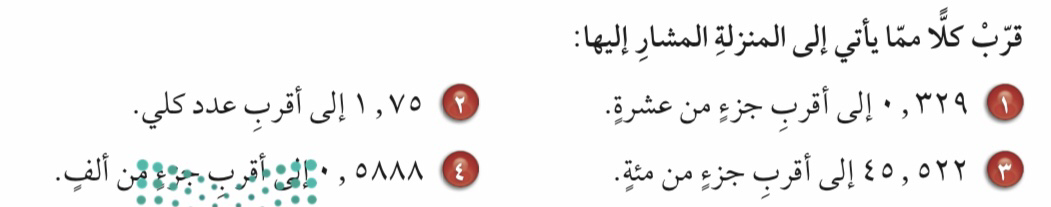 قرّبْ كلًّا ممّا يأتي إلى المنزلةِ المشارِ إليها:
١ ٠,٣٢٩ إلى أقربِ جزءٍ من عشرةٍ. ٢ ١,٧٥ إلى أقربِ عدد كلي.
٣ ٤٥,٥٢٢ إلى أقربِ جزءٍ من مئةٍ. ٤ ٠,٥٨٨٨ إلى أقربِ جزءٍ من ألفٍ.